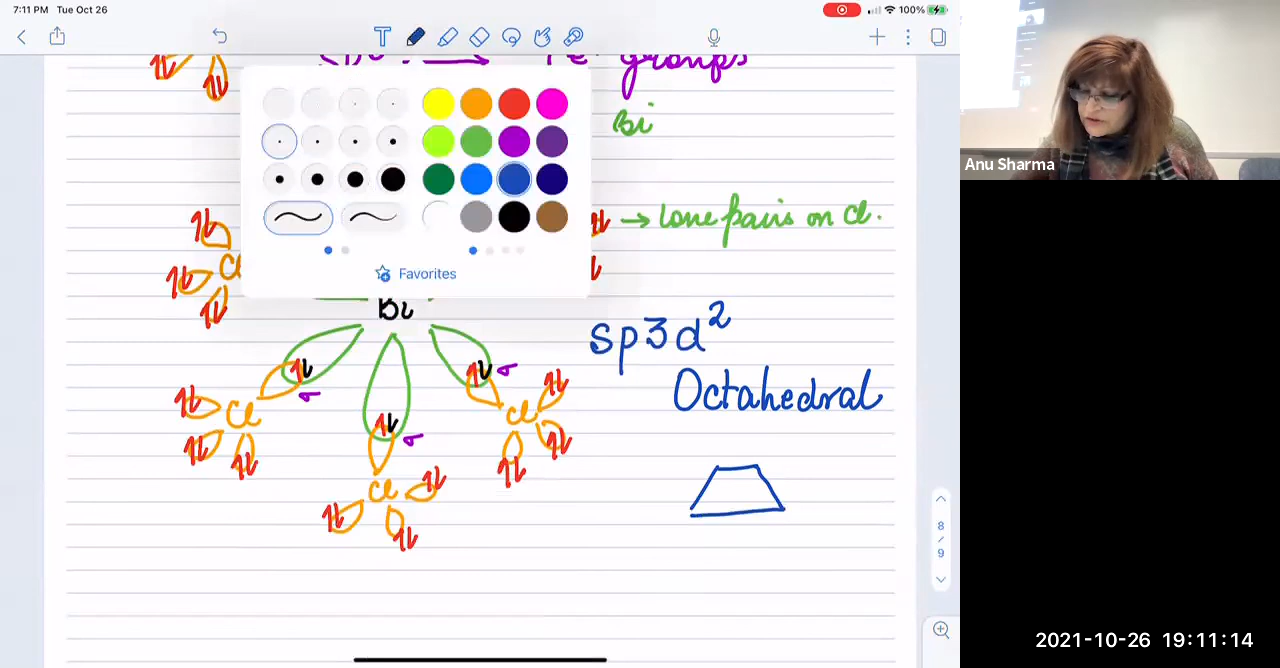 7:11 PM Tue Oct 26
100%
groups
Bi
→ Lone pairs on Cl.
Cl
Bi
sp3d²
Octahedral
σ
σ
σ
Cl
Cl
Cl
Favorites
8
/
9
Anu Sharma
2021-10-26 19:11:14